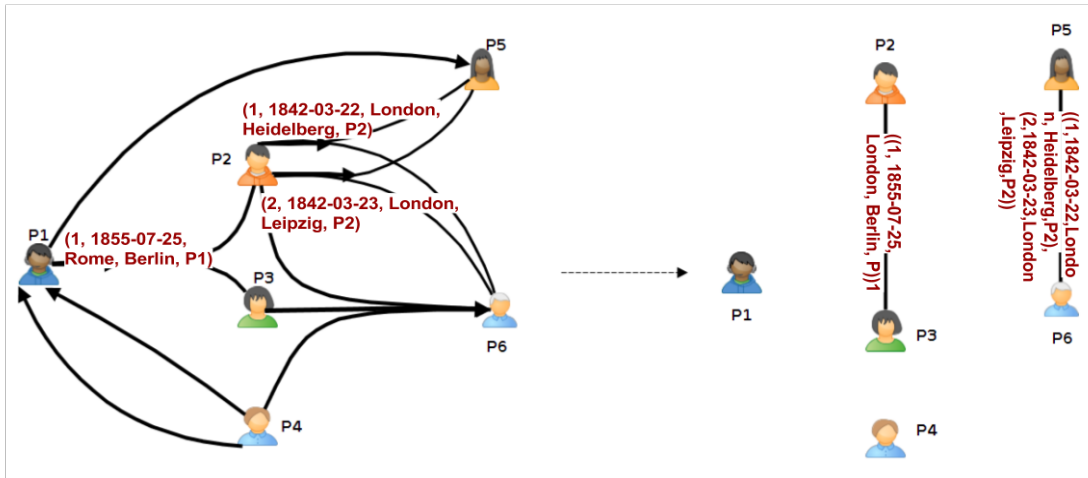 P5
(1, 1842-03-22, London,
Heidelberg, P2)
P2
(2, 1842-03-23, London,
Leipzig, P2)
P1
(1, 1855-07-25,
Rome, Berlin, P1)
P3
P6
P4
P1
P2
((1, 1855-07-25,
London, Berlin, P))1
P3
P4
P5
((1,1842-03-22,Londo
n, Heidelberg,P2),
(2,1842-03-23,London
,Leipzig,P2))
P6